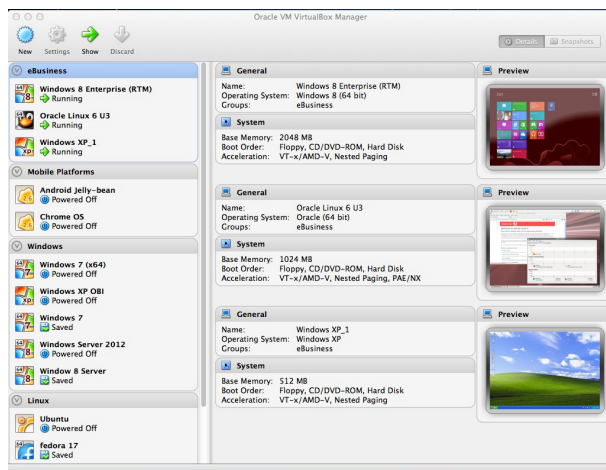 Oracle VM VirtualBox Manager
New Settings Show Discard
Details Snapshots
eBusiness
Windows 8 Enterprise (RTM)
Running
Oracle Linux 6 U3
Running
Windows XP_1
Running
Mobile Platforms
Android Jelly-bean
Powered Off
Chrome OS
Powered Off
Windows
Windows 7 (x64)
Powered Off
Windows XP OBI
Powered Off
Windows 7
Saved
Windows Server 2012
Powered Off
Window 8 Server
Saved
Linux
Ubuntu
Powered Off
fedora 17
Saved
General
Name: Windows 8 Enterprise (RTM)
Operating System: Windows 8 (64 bit)
Groups: eBusiness
System
Base Memory: 2048 MB
Boot Order: Floppy, CD/DVD-ROM, Hard Disk
Acceleration: VT-x/AMD-V, Nested Paging
Preview
General
Name: Oracle Linux 6 U3
Operating System: Oracle (64 bit)
Groups: eBusiness
System
Base Memory: 1024 MB
Boot Order: Floppy, CD/DVD-ROM, Hard Disk
Acceleration: VT-x/AMD-V, Nested Paging, PAE/NX
Preview
General
Name: Windows XP_1
Operating System: Windows XP
Groups: eBusiness
System
Base Memory: 512 MB
Boot Order: Floppy, CD/DVD-ROM, Hard Disk
Acceleration: VT-x/AMD-V, Nested Paging
Preview